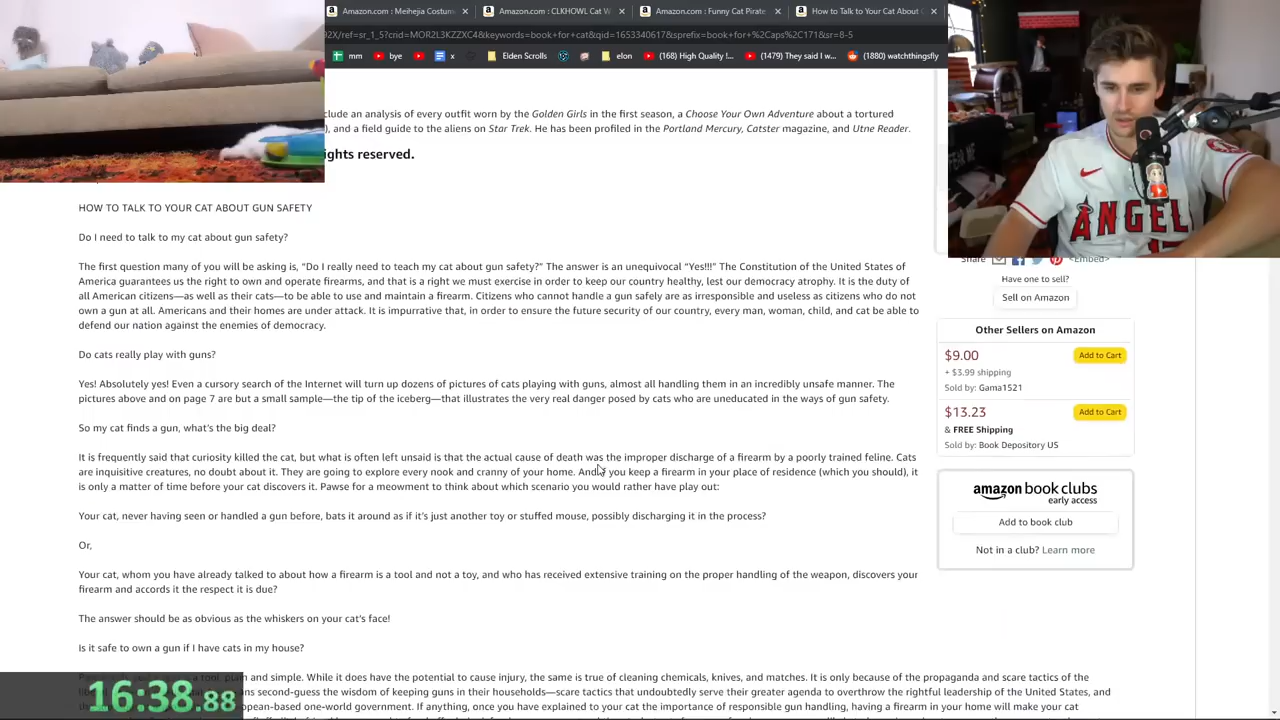 Amazon.com : Meihejia Costum
Amazon.com : CLKHOWL Cat W
Amazon.com : Funny Cat Pirate
How to Talk to Your Cat About
2X/ref=sr_1_5?crid=MOR2L3KZZXC4&keywords=book+for+cat&qid=1653340617&sprefix=book+for+%2Caps%2C171&sr=8-5
mm bye x Elden Scrolls elon (168) High Quality !... (1479) They said I w... (1880) watchthingsfly
clude an analysis of every outfit worn by the Golden Girls in the first season, a Choose Your Own Adventure about a tortured
), and a field guide to the aliens on Star Trek. He has been profiled in the Portland Mercury, Catster magazine, and Utne Reader.
ights reserved.
HOW TO TALK TO YOUR CAT ABOUT GUN SAFETY
Do I need to talk to my cat about gun safety?
The first question many of you will be asking is, “Do I really need to teach my cat about gun safety?” The answer is an unequivocal “Yes!!!” The Constitution of the United States of
America guarantees us the right to own and operate firearms, and that is a right we must exercise in order to keep our country healthy, lest our democracy atrophy. It is the duty of
all American citizens—as well as their cats—to be able to use and maintain a firearm. Citizens who cannot handle a gun safely are as irresponsible and useless as citizens who do not
own a gun at all. Americans and their homes are under attack. It is impurrative that, in order to ensure the future security of our country, every man, woman, child, and cat be able to
defend our nation against the enemies of democracy.
Do cats really play with guns?
Yes! Absolutely yes! Even a cursory search of the Internet will turn up dozens of pictures of cats playing with guns, almost all handling them in an incredibly unsafe manner. The
pictures above and on page 7 are but a small sample—the tip of the iceberg—that illustrates the very real danger posed by cats who are uneducated in the ways of gun safety.
So my cat finds a gun, what’s the big deal?
It is frequently said that curiosity killed the cat, but what is often left unsaid is that the actual cause of death was the improper discharge of a firearm by a poorly trained feline. Cats
are inquisitive creatures, no doubt about it. They are going to explore every nook and cranny of your home. And if you keep a firearm in your place of residence (which you should), it
is only a matter of time before your cat discovers it. Pawse for a meowment to think about which scenario you would rather have play out:
Your cat, never having seen or handled a gun before, bats it around as if it’s just another toy or stuffed mouse, possibly discharging it in the process?
Or,
Your cat, whom you have already talked to about how a firearm is a tool and not a toy, and who has received extensive training on the proper handling of the weapon, discovers your
firearm and accords it the respect it is due?
The answer should be as obvious as the whiskers on your cat’s face!
Is it safe to own a gun if I have cats in my house?
a tool, plain and simple. While it does have the potential to cause injury, the same is true of cleaning chemicals, knives, and matches. It is only because of the propaganda and scare tactics of the
ans second-guess the wisdom of keeping guns in their households—scare tactics that undoubtedly serve their greater agenda to overthrow the rightful leadership of the United States, and
pean-based one-world government. If anything, once you have explained to your cat the importance of responsible gun handling, having a firearm in your home will make your cat
Share <Embed>
Have one to sell?
Sell on Amazon
Other Sellers on Amazon
$9.00 Add to Cart
+ $3.99 shipping
Sold by: Gama1521
$13.23 Add to Cart
& FREE Shipping
Sold by: Book Depository US
amazon book clubs
early access
Add to book club
Not in a club? Learn more
ANGEL
16:38.88